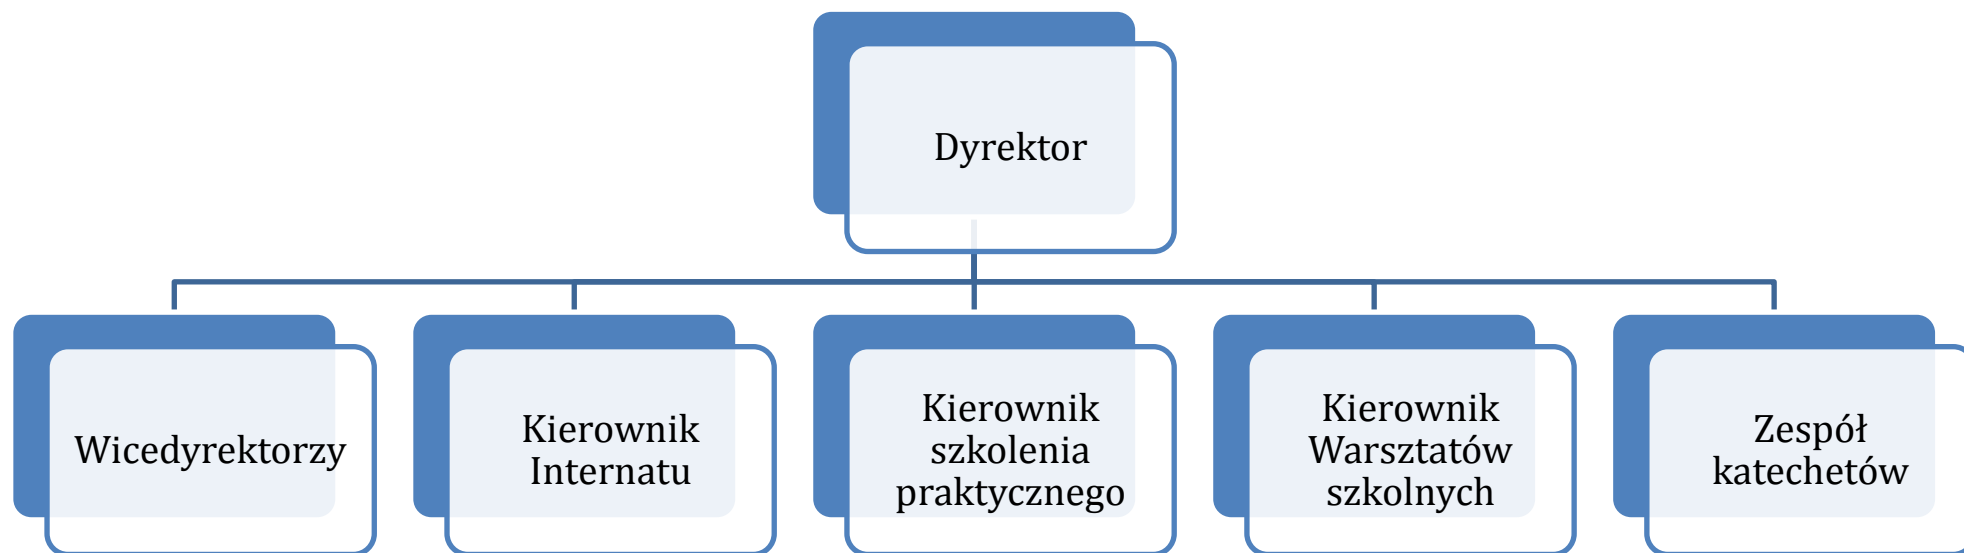 Dyrektor
Wicedyrektorzy
Kierownik
Internatu
Kierownik
szkolenia
praktycznego
Kierownik
Warsztatów
szkolnych
Zespół
katechetów